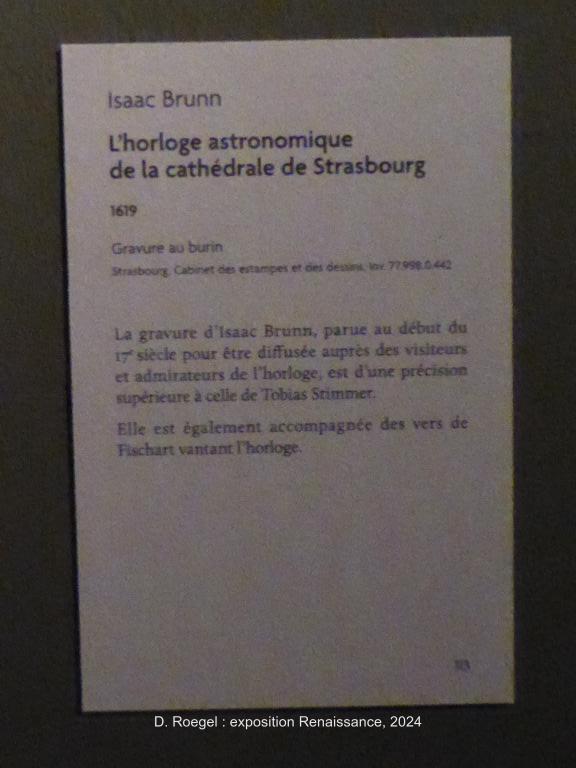 Isaac Brunn
L'horloge astronomique
de la cathédrale de Strasbourg
1619
Gravure au burin
Strasbourg, Cabinet des estampes et des dessins, Inv. 77.998.0.442
La gravure d'Isaac Brunn, parue au début du
17e siècle pour être diffusée auprès des visiteurs
et admirateurs de l'horloge, est d'une précision
supérieure à celle de Tobias Stimmer.
Elle est également accompagnée des vers de
Fischart vantant l'horloge.
D. Roegel : exposition Renaissance, 2024